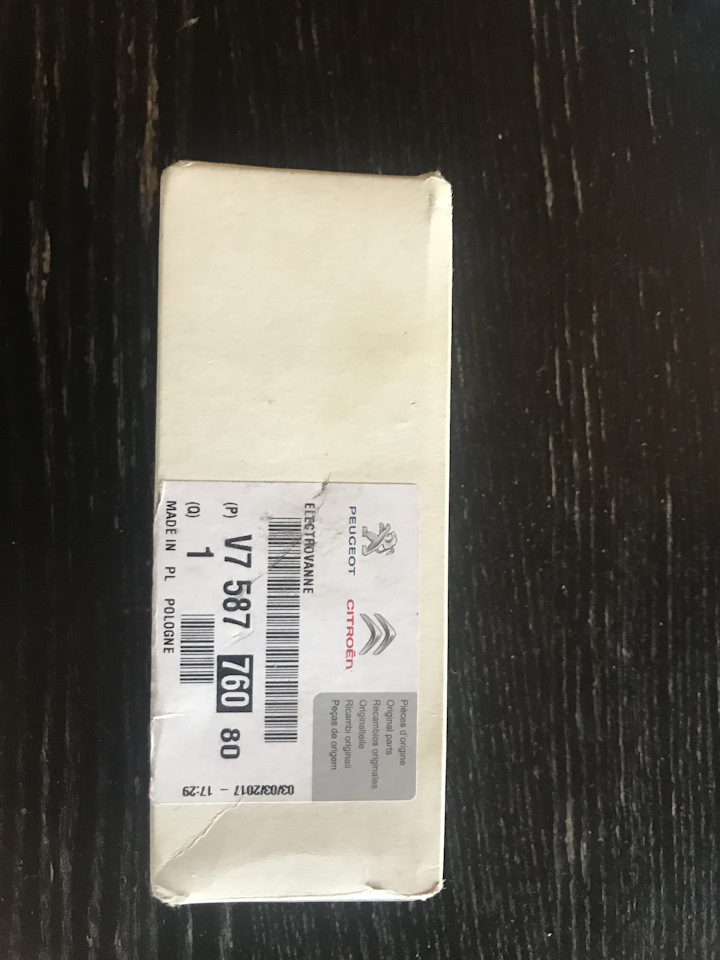 PEUGEOT
CITROËN
Pièces d'origine
Original parts
Recambios originales
Originalteile
Ricambi originali
Peças de origem
ELECTROVANNE
(P) V7 587 760 80
(Q) 1
MADE IN PL POLOGNE
03/03/2017 - 17:29